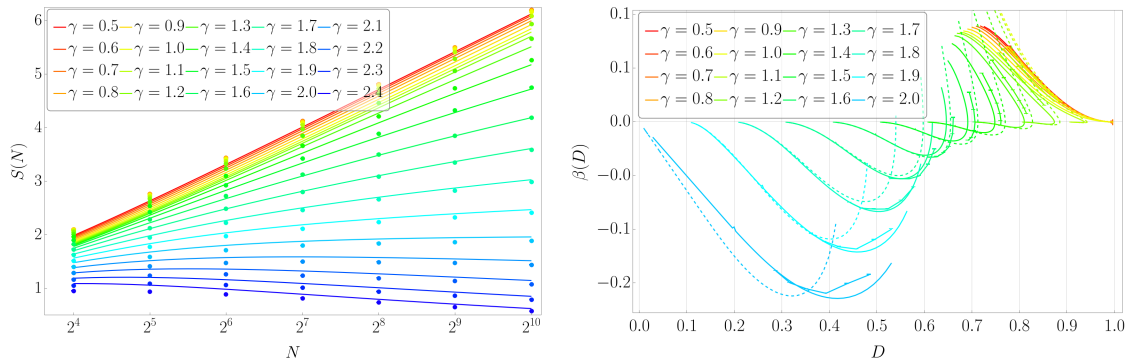 γ = 0.5 γ = 0.9 γ = 1.3 γ = 1.7 γ = 2.1
γ = 0.6 γ = 1.0 γ = 1.4 γ = 1.8 γ = 2.2
γ = 0.7 γ = 1.1 γ = 1.5 γ = 1.9 γ = 2.3
γ = 0.8 γ = 1.2 γ = 1.6 γ = 2.0 γ = 2.4
6
5
4
3
2
1
S(N)
2^4 2^5 2^6 2^7 2^8 2^9 2^10
N
γ = 0.5 γ = 0.9 γ = 1.3 γ = 1.7
γ = 0.6 γ = 1.0 γ = 1.4 γ = 1.8
γ = 0.7 γ = 1.1 γ = 1.5 γ = 1.9
γ = 0.8 γ = 1.2 γ = 1.6 γ = 2.0
0.1
0.1
0.0
−0.0
−0.1
−0.1
−0.2
β(D)
0.0 0.1 0.2 0.3 0.4 0.5 0.6 0.7 0.8 0.9 1.0
D